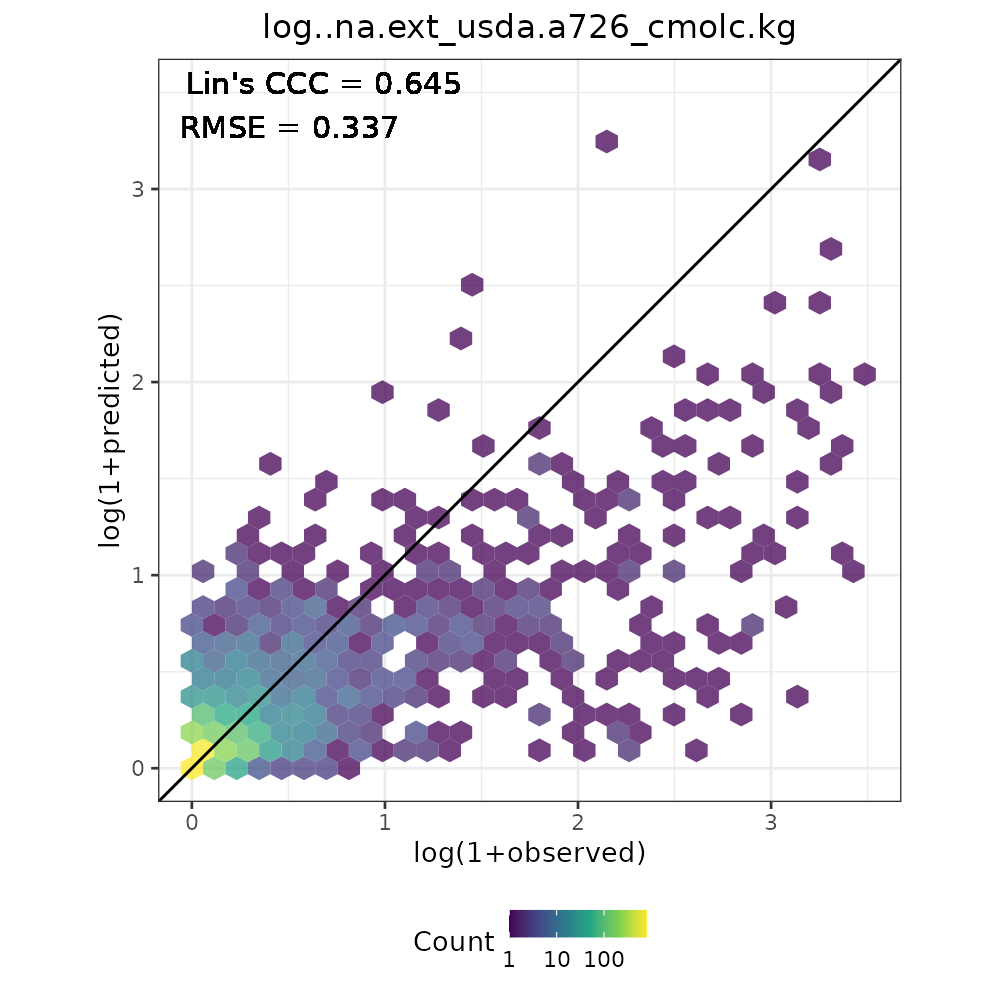 log..na.ext_usda.a726_cmolc.kg
Lin's CCC = 0.645
RMSE = 0.337
log(1+predicted)
3
2
1
0
0 1 2 3
log(1+observed)
Count
1 10 100